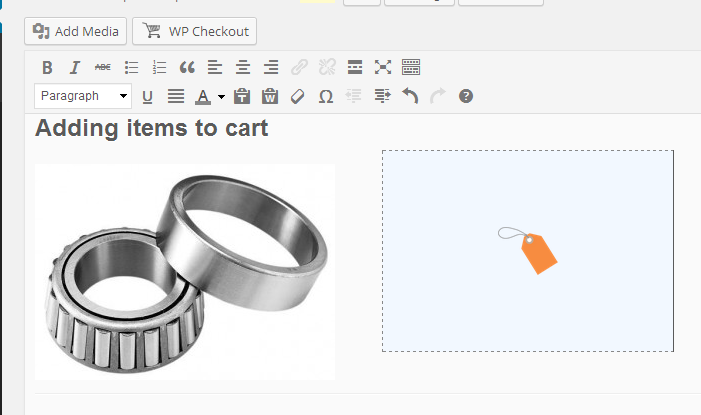 Add Media
WP Checkout
B I ABC
Paragraph U A T W Ω ?
Adding items to cart